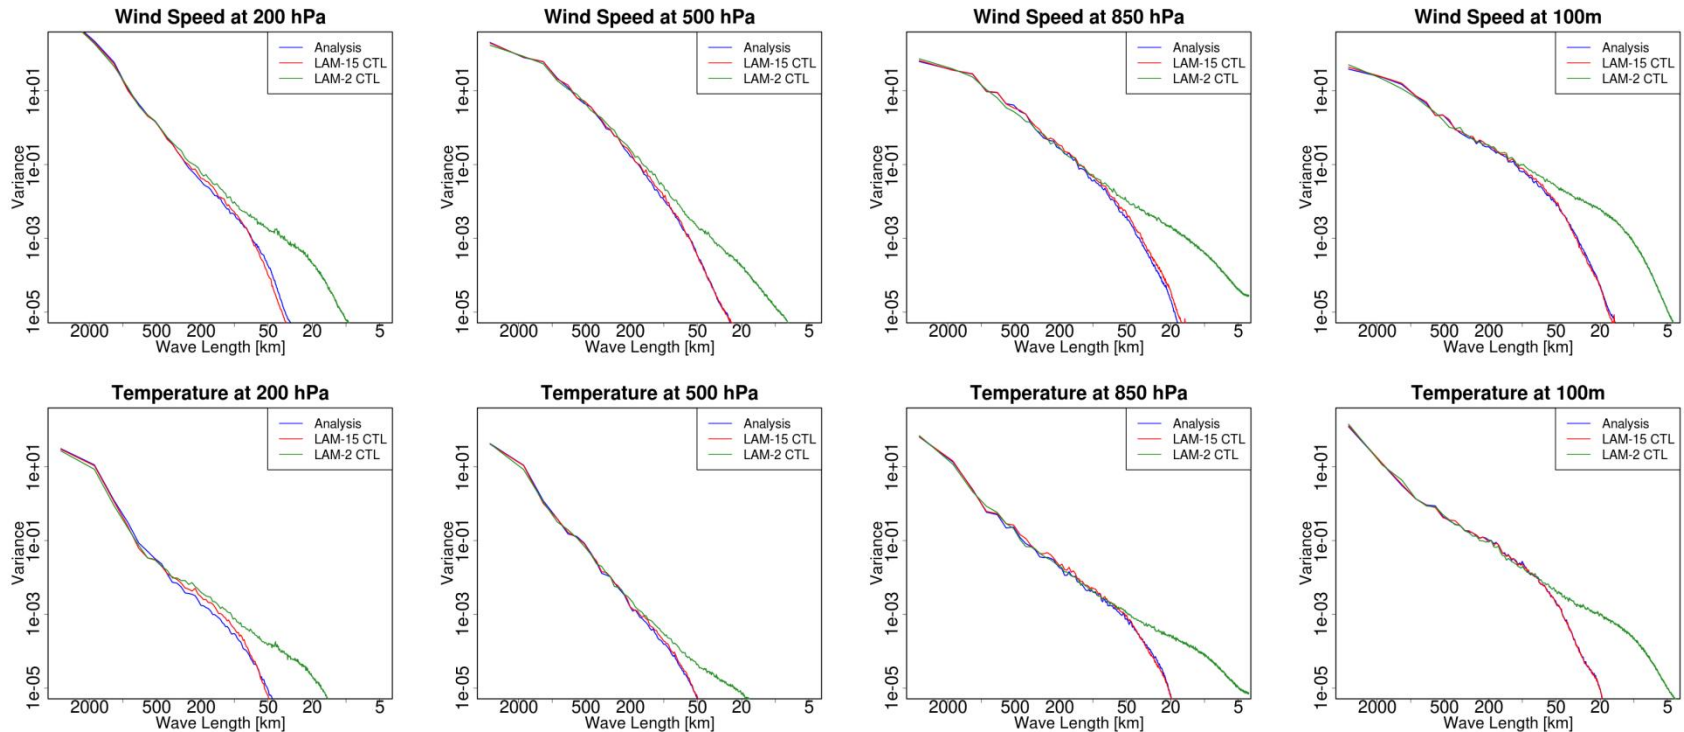 Wind Speed at 200 hPa
Analysis
LAM-15 CTL
LAM-2 CTL
Variance
1e+01
1e-01
1e-03
1e-05
2000 500 200 50 20 5
Wave Length [km]
Wind Speed at 500 hPa
Analysis
LAM-15 CTL
LAM-2 CTL
Variance
1e+01
1e-01
1e-03
1e-05
2000 500 200 50 20 5
Wave Length [km]
Wind Speed at 850 hPa
Analysis
LAM-15 CTL
LAM-2 CTL
Variance
1e+01
1e-01
1e-03
1e-05
2000 500 200 50 20 5
Wave Length [km]
Wind Speed at 100m
Analysis
LAM-15 CTL
LAM-2 CTL
Variance
1e+01
1e-01
1e-03
1e-05
2000 500 200 50 20 5
Wave Length [km]
Temperature at 200 hPa
Analysis
LAM-15 CTL
LAM-2 CTL
Variance
1e+01
1e-01
1e-03
1e-05
2000 500 200 50 20 5
Wave Length [km]
Temperature at 500 hPa
Analysis
LAM-15 CTL
LAM-2 CTL
Variance
1e+01
1e-01
1e-03
1e-05
2000 500 200 50 20 5
Wave Length [km]
Temperature at 850 hPa
Analysis
LAM-15 CTL
LAM-2 CTL
Variance
1e+01
1e-01
1e-03
1e-05
2000 500 200 50 20 5
Wave Length [km]
Temperature at 100m
Analysis
LAM-15 CTL
LAM-2 CTL
Variance
1e+01
1e-01
1e-03
1e-05
2000 500 200 50 20 5
Wave Length [km]